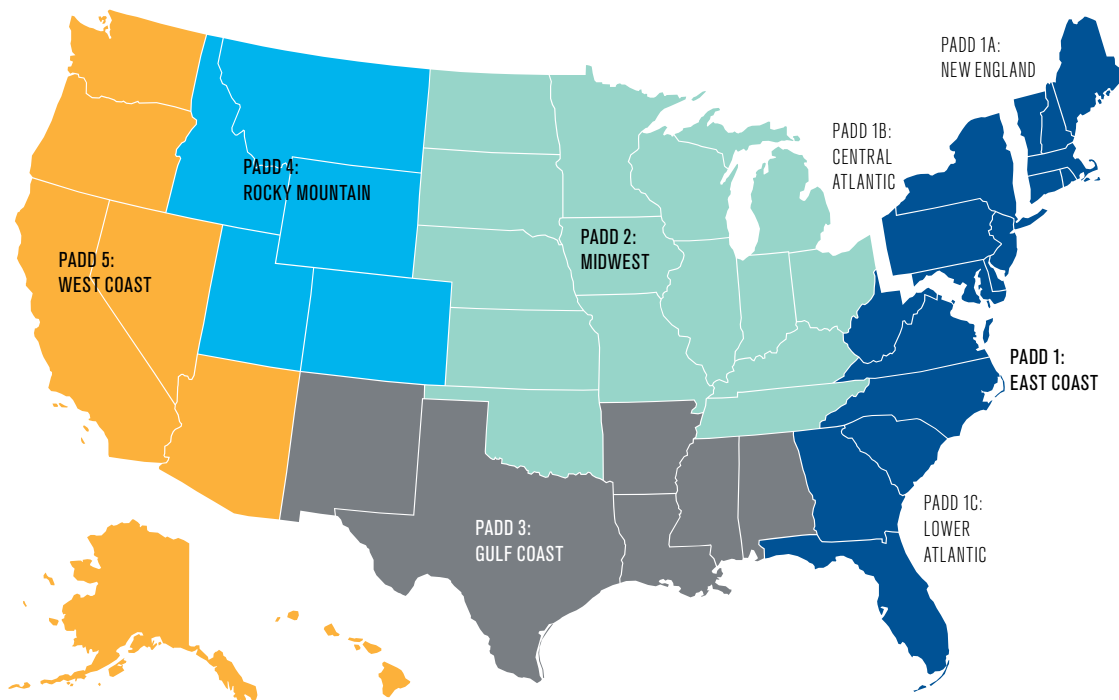 PADD 1A:
NEW ENGLAND
PADD 1B:
CENTRAL
ATLANTIC
PADD 4:
ROCKY MOUNTAIN
PADD 2:
MIDWEST
PADD 5:
WEST COAST
PADD 1:
EAST COAST
PADD 1C:
LOWER
ATLANTIC
PADD 3:
GULF COAST